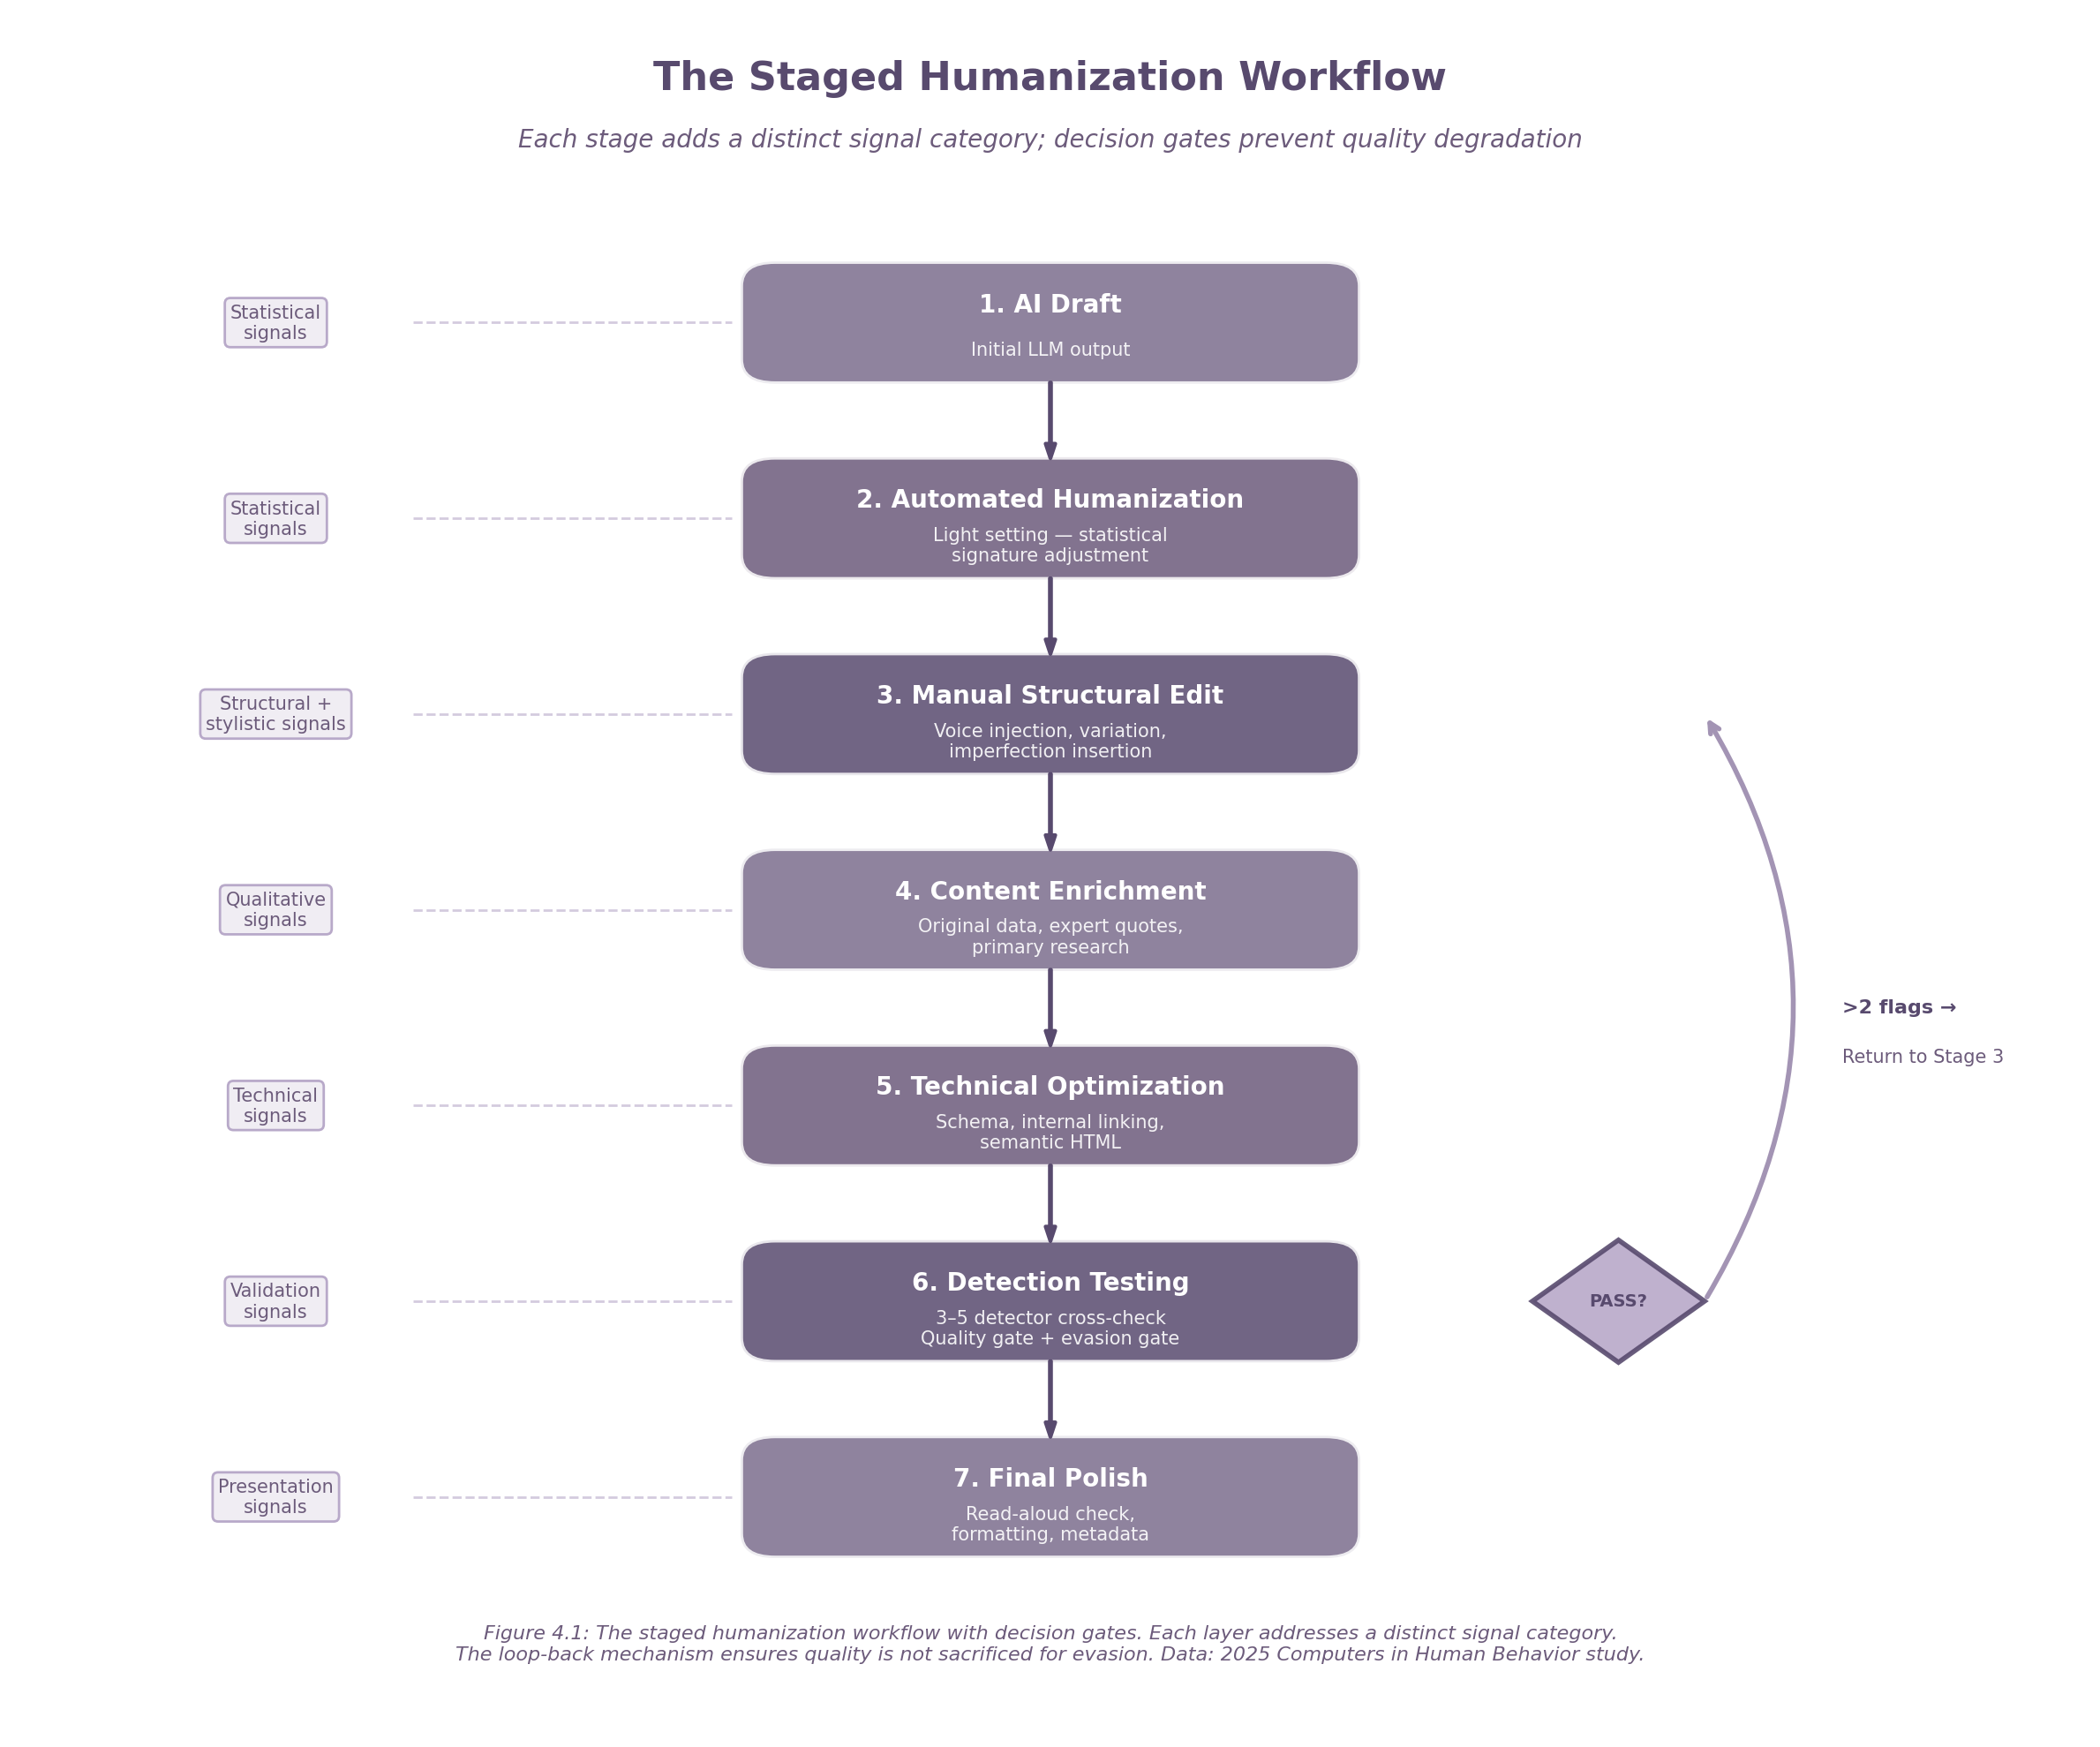 The Staged Humanization Workflow
Each stage adds a distinct signal category; decision gates prevent quality degradation
Statistical
signals
1. AI Draft
Initial LLM output
Statistical
signals
2. Automated Humanization
Light setting — statistical
signature adjustment
Structural +
stylistic signals
3. Manual Structural Edit
Voice injection, variation,
imperfection insertion
Qualitative
signals
4. Content Enrichment
Original data, expert quotes,
primary research
>2 flags →
Return to Stage 3
Technical
signals
5. Technical Optimization
Schema, internal linking,
semantic HTML
Validation
signals
6. Detection Testing
3–5 detector cross-check
Quality gate + evasion gate
PASS?
Presentation
signals
7. Final Polish
Read-aloud check,
formatting, metadata
Figure 4.1: The staged humanization workflow with decision gates. Each layer addresses a distinct signal category.
The loop-back mechanism ensures quality is not sacrificed for evasion. Data: 2025 Computers in Human Behavior study.